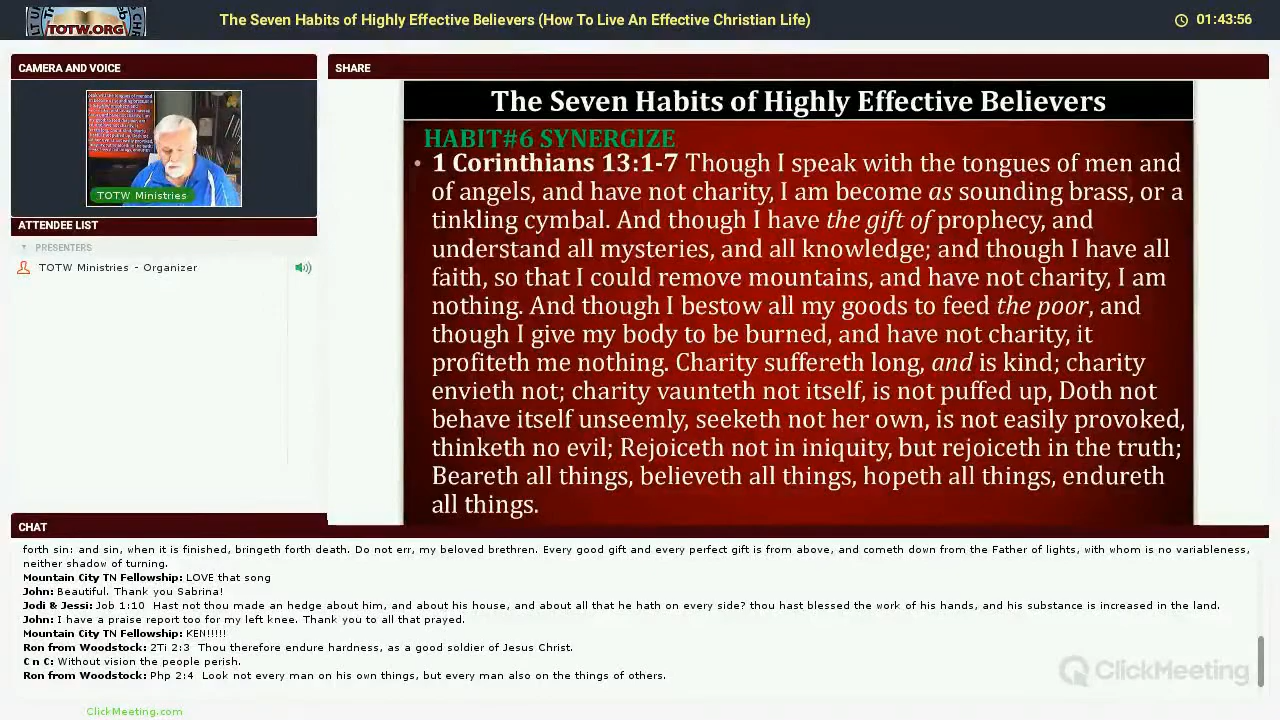 TOTW.ORG
The Seven Habits of Highly Effective Believers (How To Live An Effective Christian Life)
01:43:56
CAMERA AND VOICE
TOTW Ministries
ATTENDEE LIST
PRESENTERS
TOTW Ministries - Organizer
SHARE
The Seven Habits of Highly Effective Believers
HABIT#6 SYNERGIZE
• 1 Corinthians 13:1-7 Though I speak with the tongues of men and
of angels, and have not charity, I am become as sounding brass, or a
tinkling cymbal. And though I have the gift of prophecy, and
understand all mysteries, and all knowledge; and though I have all
faith, so that I could remove mountains, and have not charity, I am
nothing. And though I bestow all my goods to feed the poor, and
though I give my body to be burned, and have not charity, it
profiteth me nothing. Charity suffereth long, and is kind; charity
envieth not; charity vaunteth not itself, is not puffed up, Doth not
behave itself unseemly, seeketh not her own, is not easily provoked,
thinketh no evil; Rejoiceth not in iniquity, but rejoiceth in the truth;
Beareth all things, believeth all things, hopeth all things, endureth
all things.
CHAT
forth sin: and sin, when it is finished, bringeth forth death. Do not err, my beloved brethren. Every good gift and every perfect gift is from above, and cometh down from the Father of lights, with whom is no variableness,
neither shadow of turning.
Mountain City TN Fellowship: LOVE that song
John: Beautiful. Thank you Sabrina!
Jodi & Jessi: Job 1:10 Hast not thou made an hedge about him, and about his house, and about all that he hath on every side? thou hast blessed the work of his hands, and his substance is increased in the land.
John: I have a praise report too for my left knee. Thank you to all that prayed.
Mountain City TN Fellowship: KEN!!!!!
Ron from Woodstock: 2Ti 2:3 Thou therefore endure hardness, as a good soldier of Jesus Christ.
C n C: Without vision the people perish.
Ron from Woodstock: Php 2:4 Look not every man on his own things, but every man also on the things of others.
ClickMeeting
ClickMeeting.com